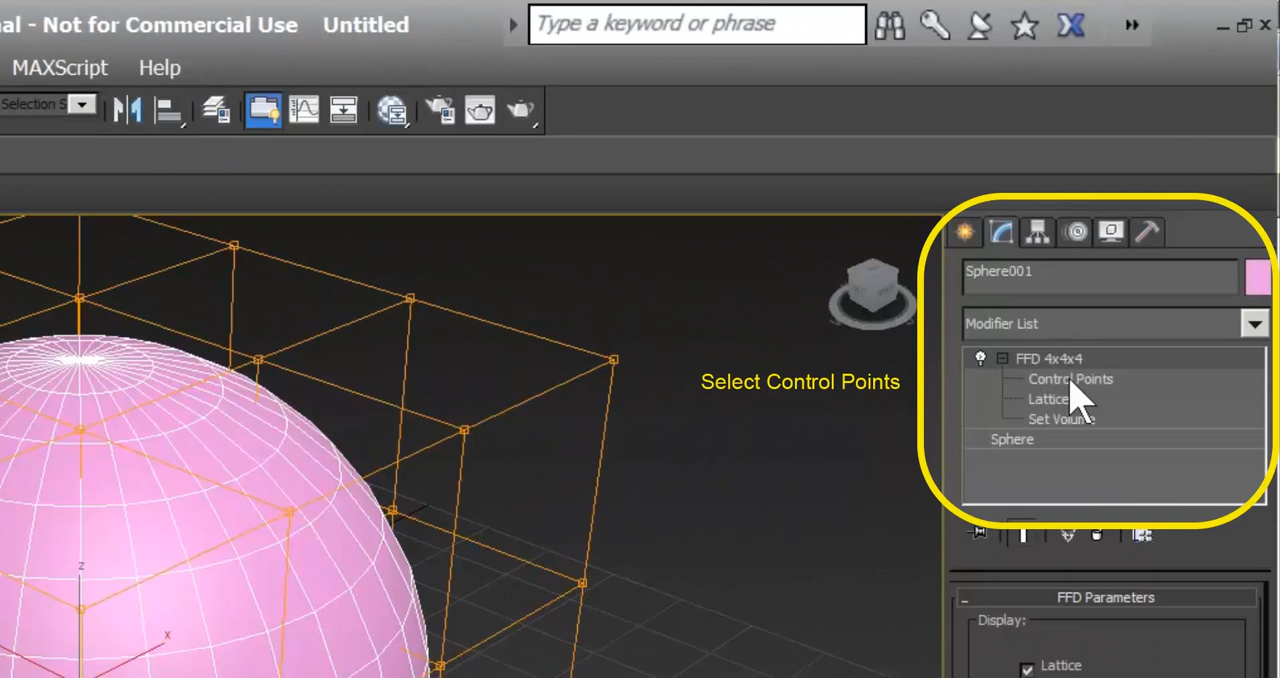 al - Not for Commercial Use Untitled
Type a keyword or phrase
MAXScript Help
Selection S
Sphere001
Modifier List
FFD 4x4x4
Select Control Points
Control Points
Lattice
Set Volume
Sphere
z
x
FFD Parameters
Display:
Lattice